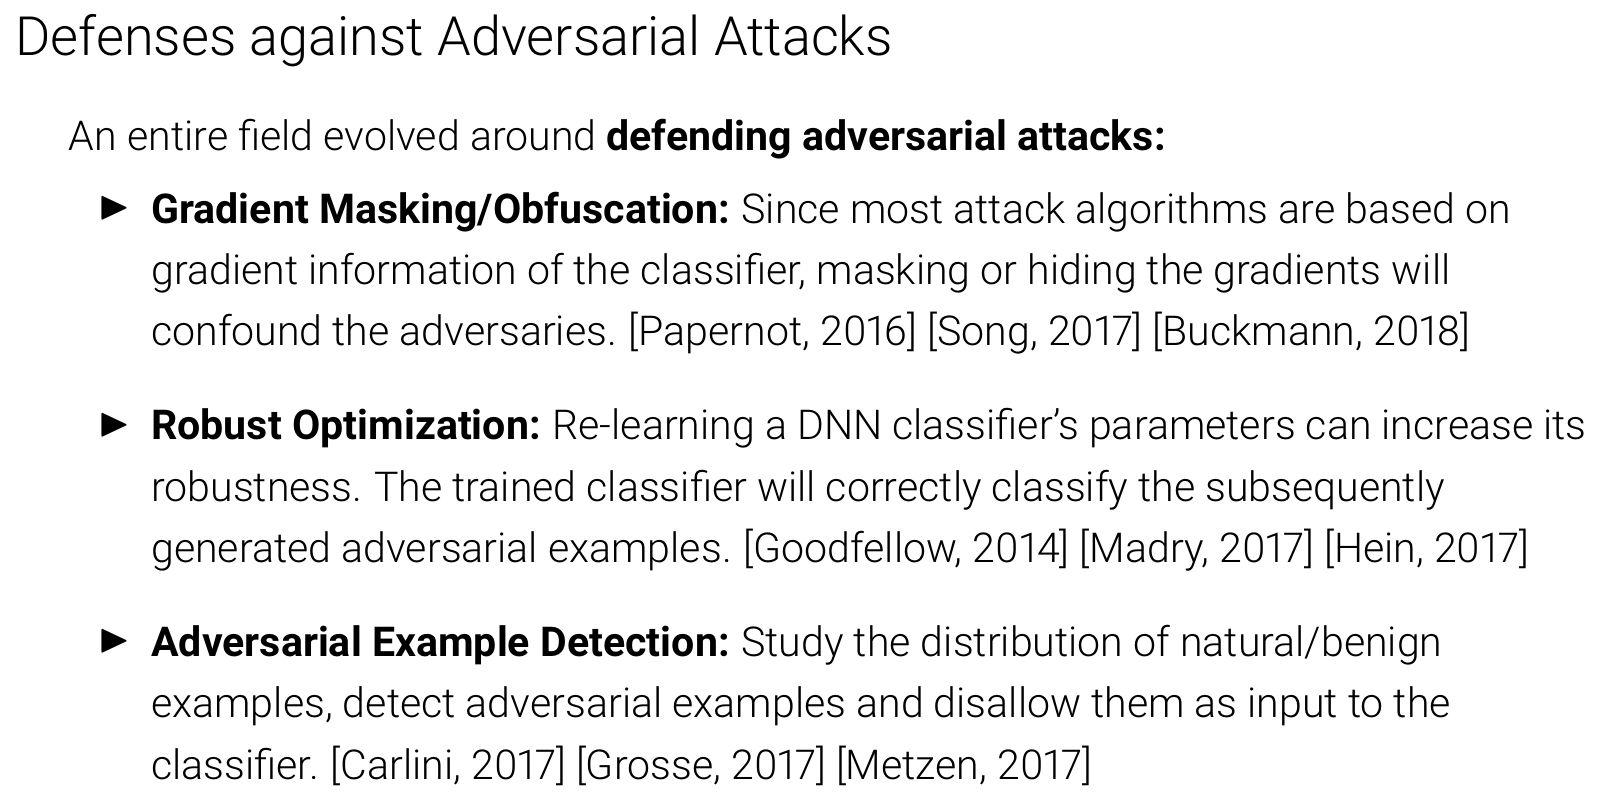 Defenses against Adversarial Attacks
An entire field evolved around defending adversarial attacks:
► Gradient Masking/Obfuscation: Since most attack algorithms are based on
gradient information of the classifier, masking or hiding the gradients will
confound the adversaries. [Papernot, 2016] [Song, 2017] [Buckmann, 2018]
► Robust Optimization: Re-learning a DNN classifier’s parameters can increase its
robustness. The trained classifier will correctly classify the subsequently
generated adversarial examples. [Goodfellow, 2014] [Madry, 2017] [Hein, 2017]
► Adversarial Example Detection: Study the distribution of natural/benign
examples, detect adversarial examples and disallow them as input to the
classifier. [Carlini, 2017] [Grosse, 2017] [Metzen, 2017]